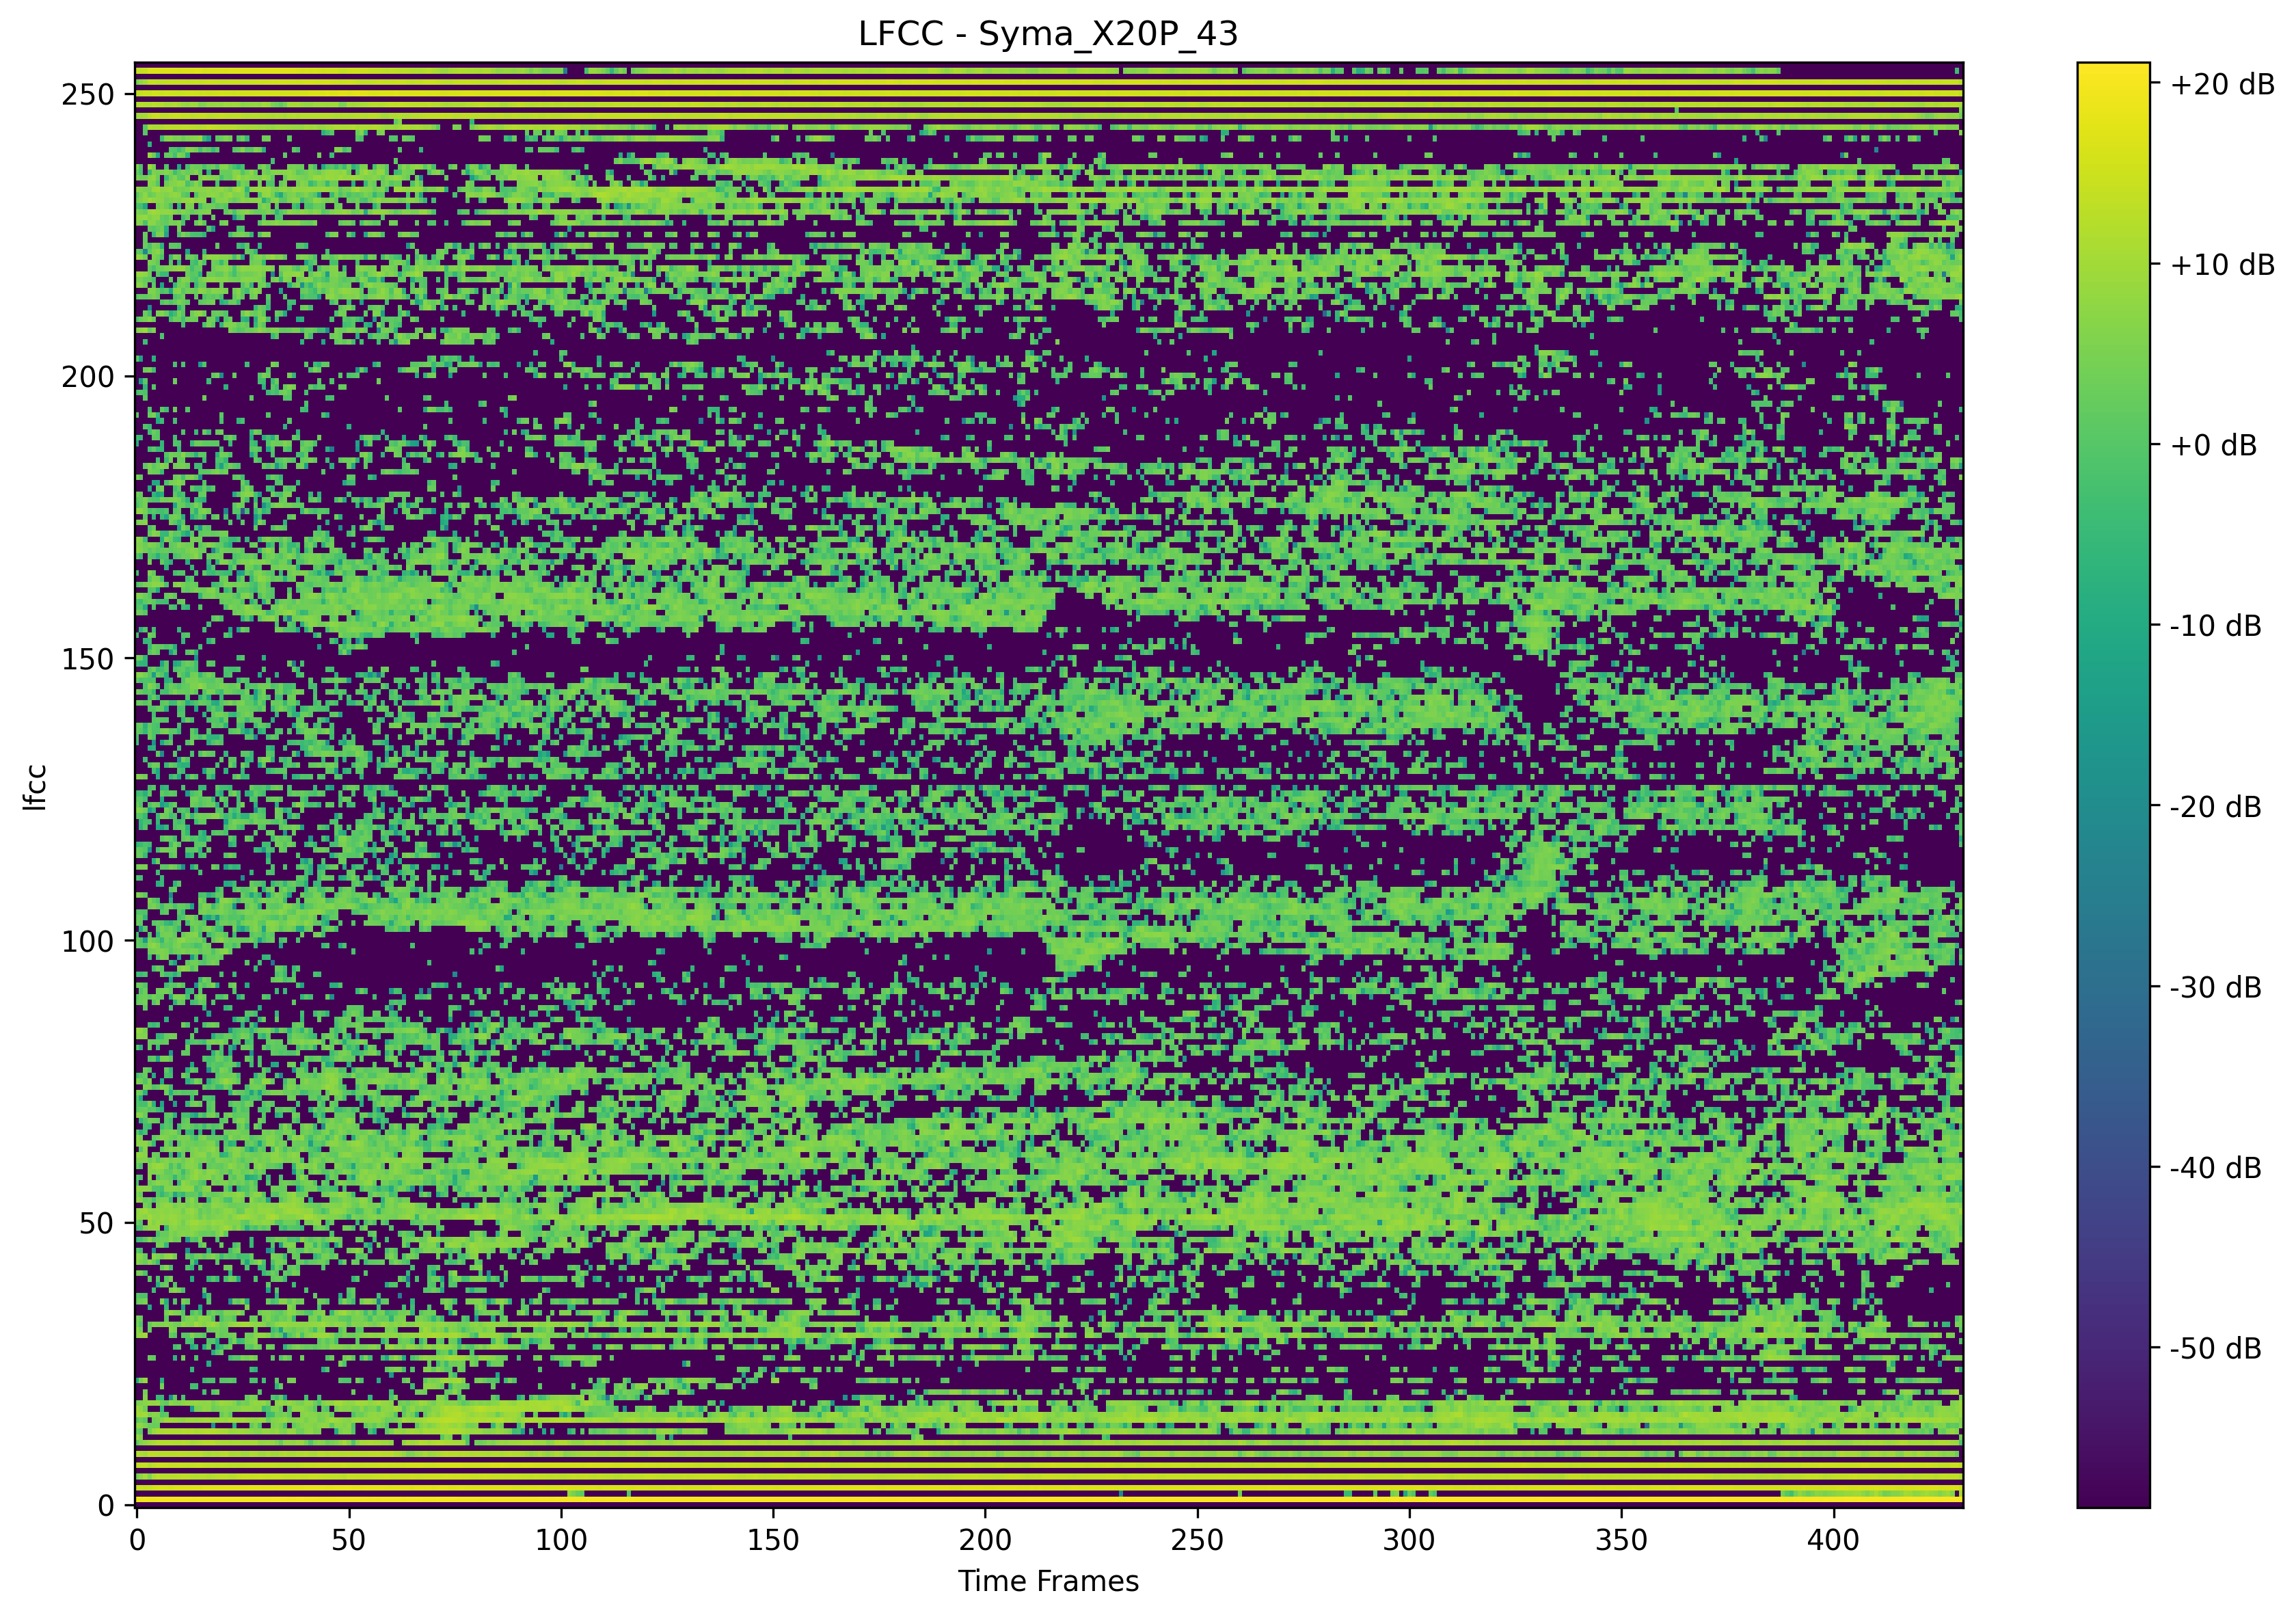 LFCC - Syma_X20P_43
lfcc
250
200
150
100
50
0
0 50 100 150 200 250 300 350 400
Time Frames
+20 dB
+10 dB
+0 dB
-10 dB
-20 dB
-30 dB
-40 dB
-50 dB